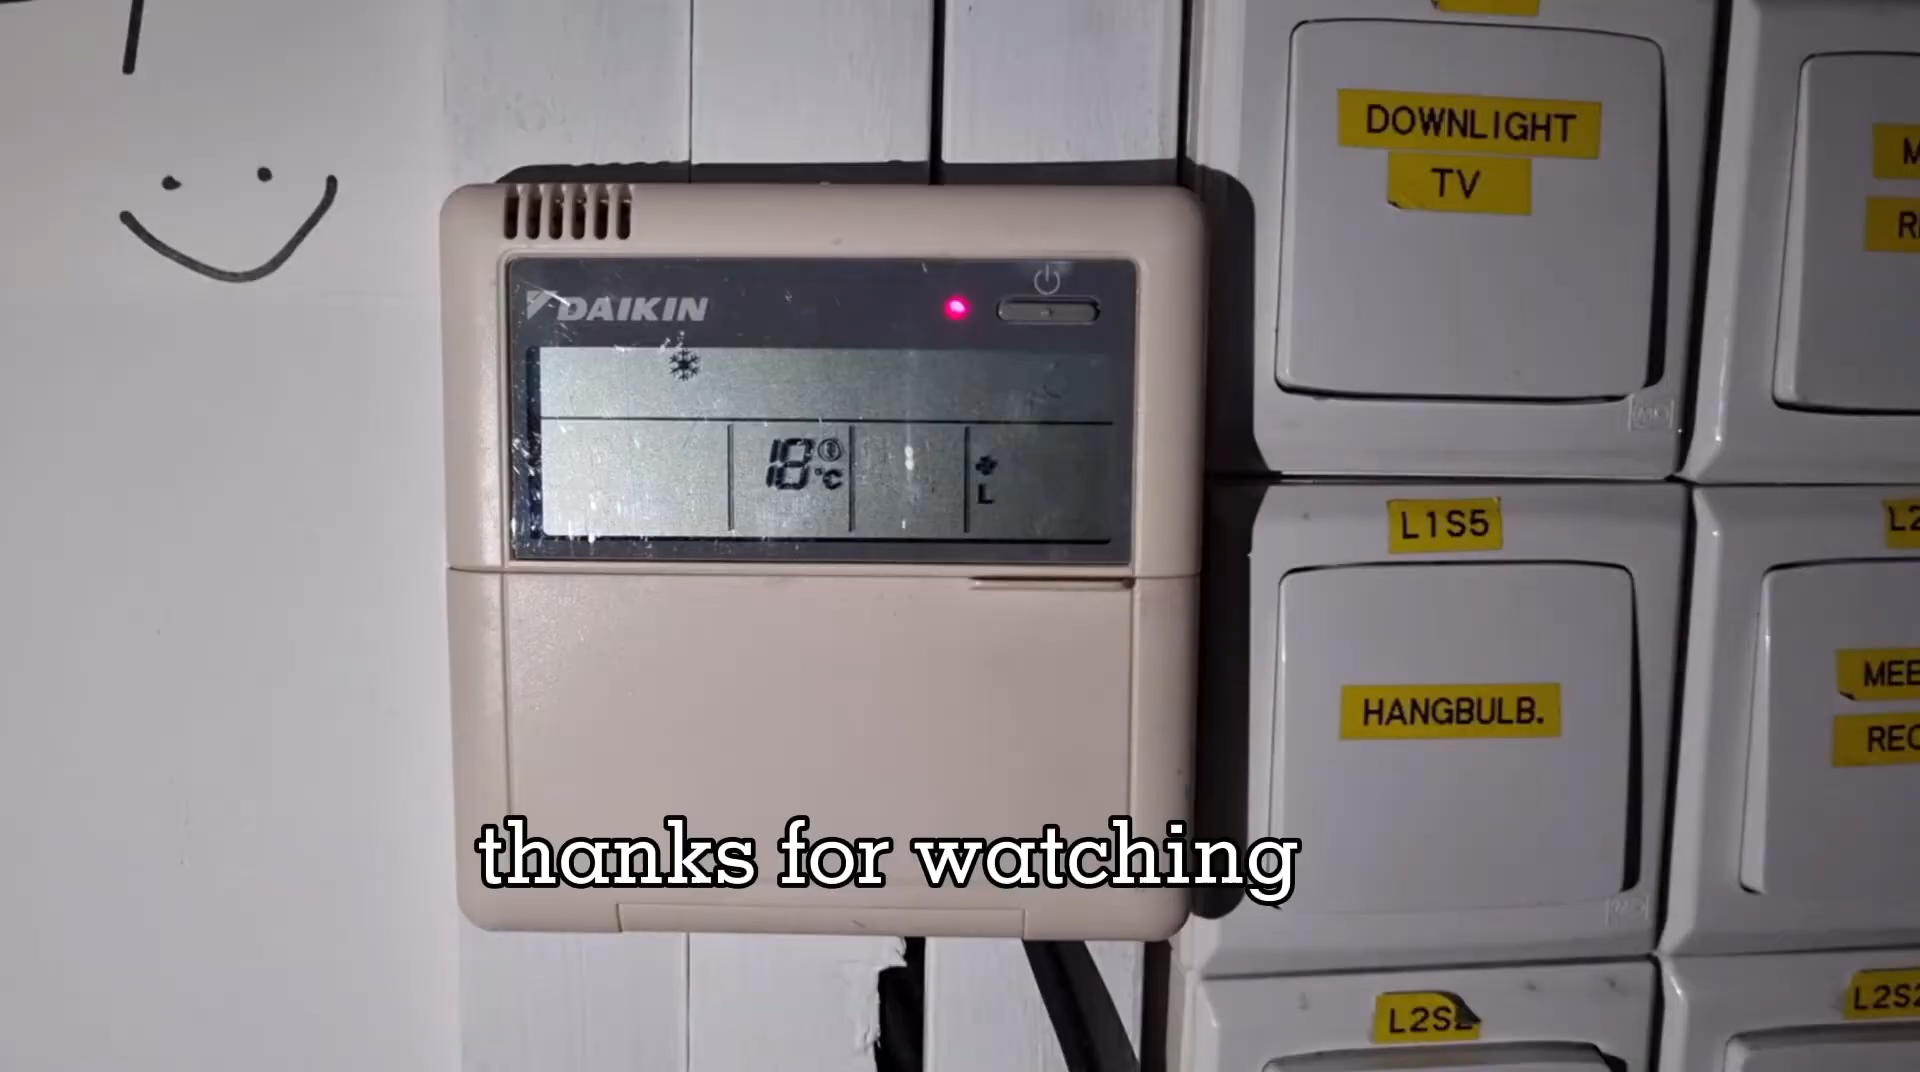 DOWNLIGHT
TV
DAIKIN
18°C
L
L1S5
HANGBULB.
thanks for watching